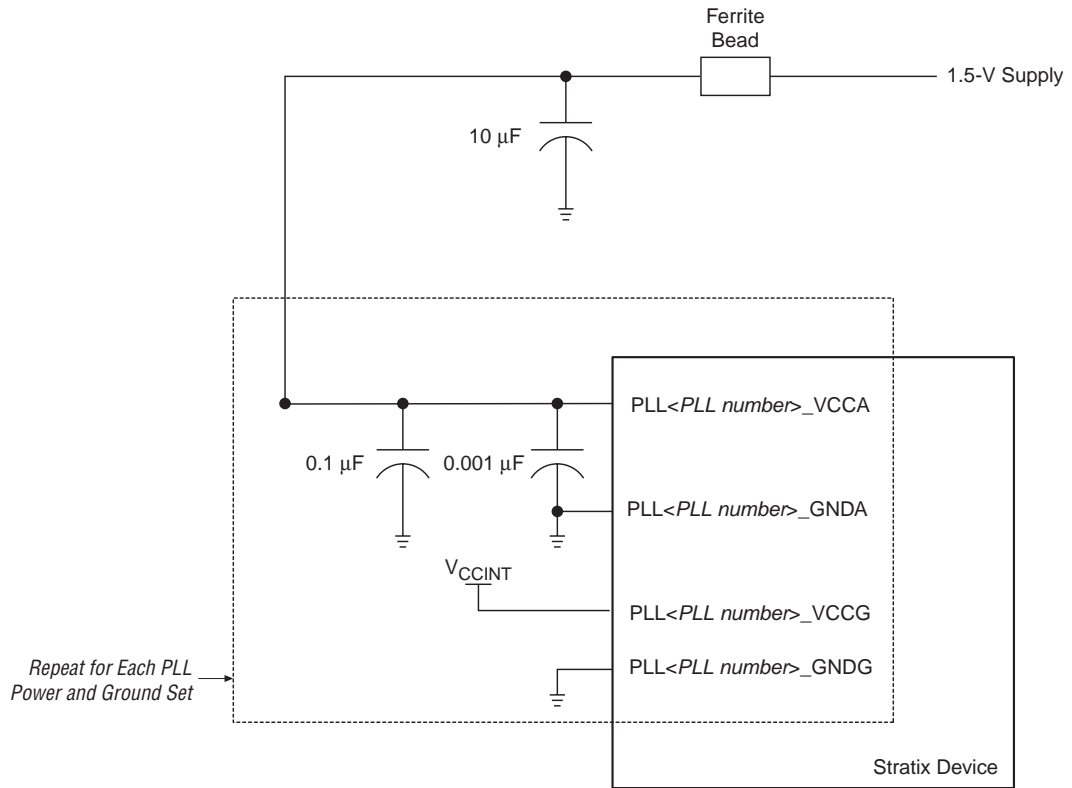 Ferrite
Bead
1.5-V Supply
10 µF
PLL<PLL number>_VCCA
0.1 µF
0.001 µF
PLL<PLL number>_GNDA
VCCINT
PLL<PLL number>_VCCG
Repeat for Each PLL
Power and Ground Set
PLL<PLL number>_GNDG
Stratix Device